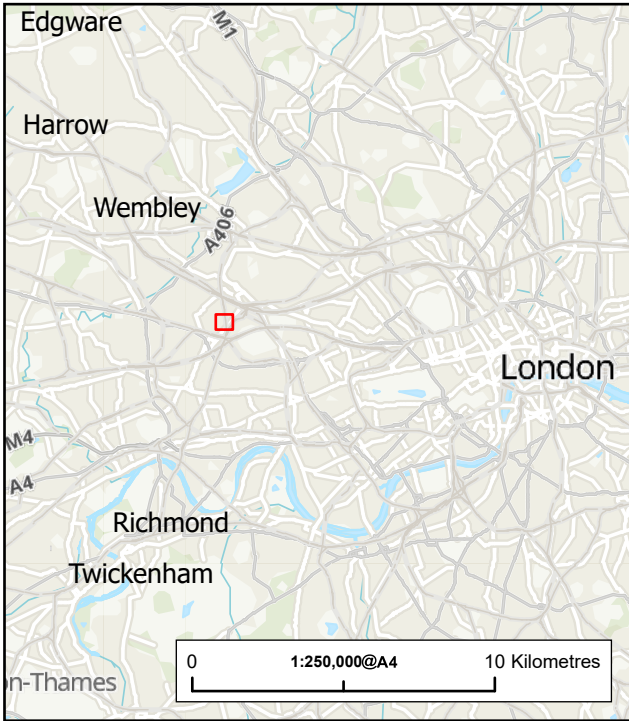 Edgware
M1
Harrow
Wembley
A406
London
M4
A4
Richmond
Twickenham
on-Thames
0 1:250,000@A4 10 Kilometres